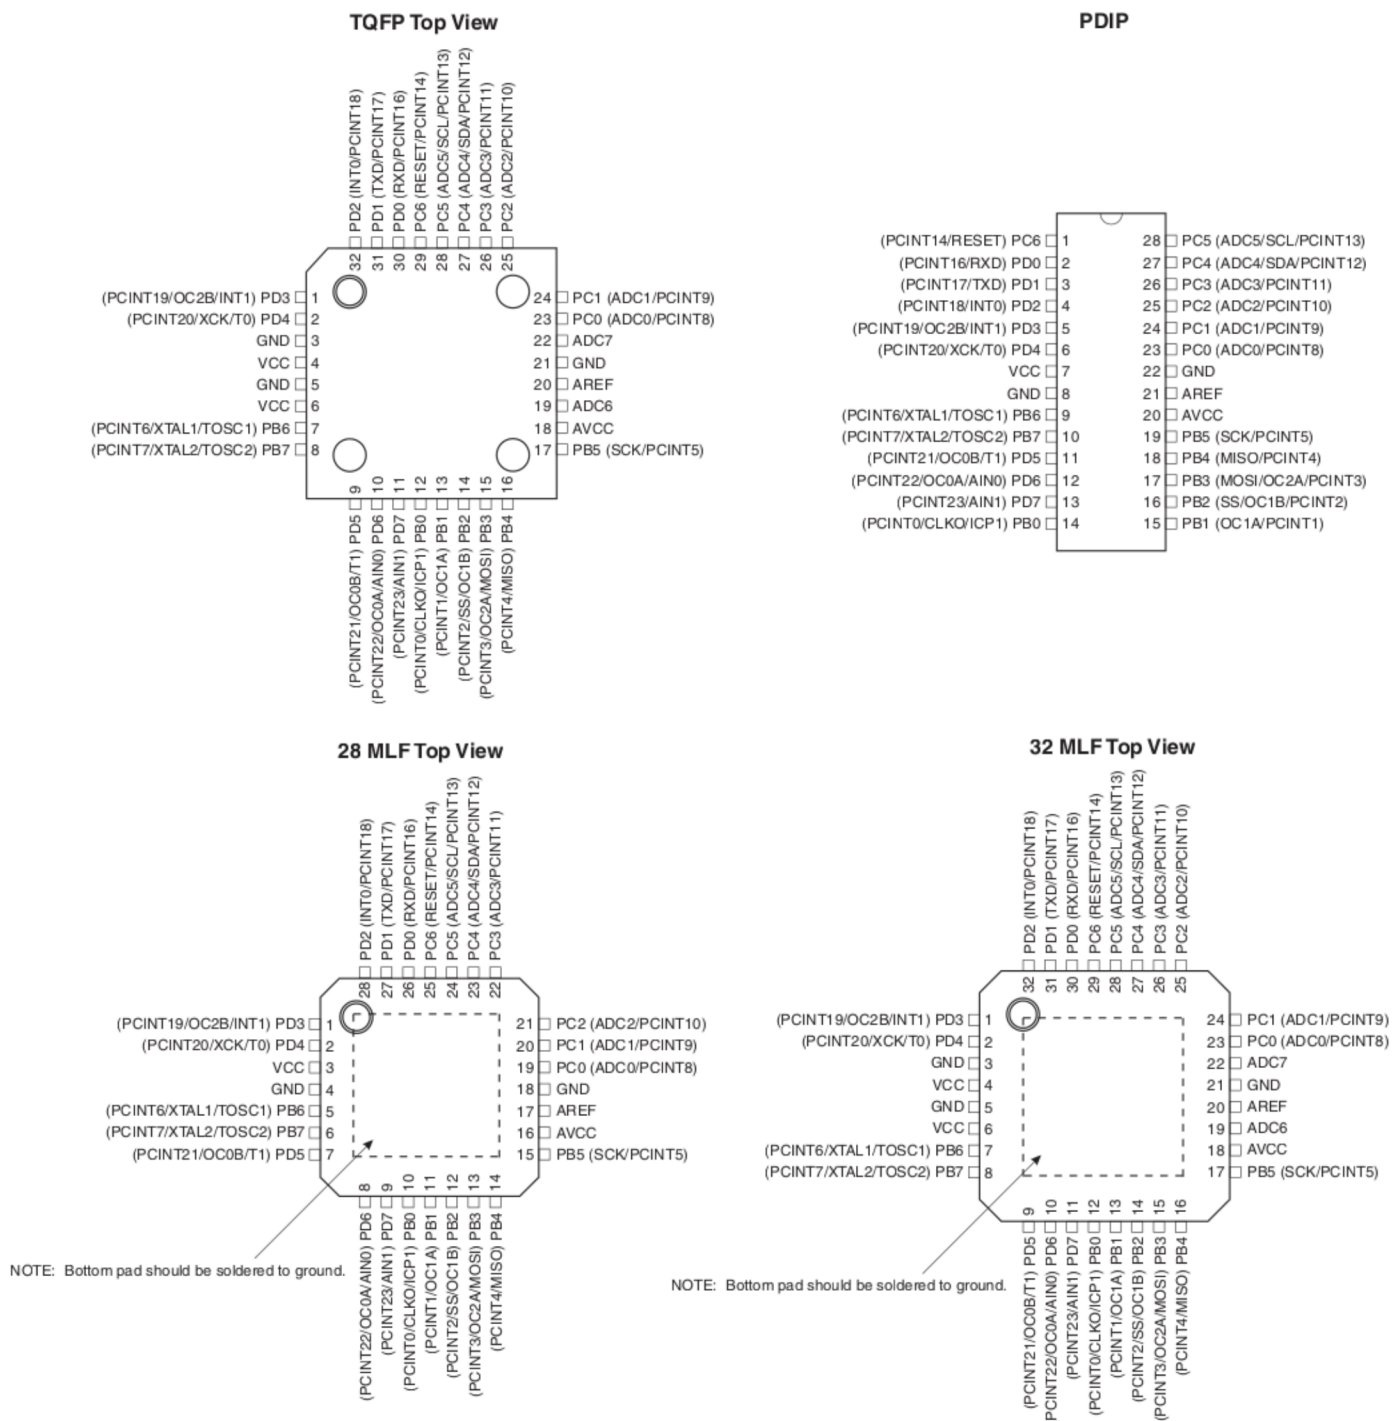 TQFP Top View
PD2 (INT0/PCINT18)
PD1 (TXD/PCINT17)
PD0 (RXD/PCINT16)
PC6 (RESET/PCINT14)
PC5 (ADC5/SCL/PCINT13)
PC4 (ADC4/SDA/PCINT12)
PC3 (ADC3/PCINT11)
PC2 (ADC2/PCINT10)
32 31 30 29 28 27 26 25
(PCINT19/OC2B/INT1) PD3 1
(PCINT20/XCK/T0) PD4 2
GND 3
VCC 4
GND 5
VCC 6
(PCINT6/XTAL1/TOSC1) PB6 7
(PCINT7/XTAL2/TOSC2) PB7 8
24 PC1 (ADC1/PCINT9)
23 PC0 (ADC0/PCINT8)
22 ADC7
21 GND
20 AREF
19 ADC6
18 AVCC
17 PB5 (SCK/PCINT5)
9 10 11 12 13 14 15 16
(PCINT21/OC0B/T1) PD5
(PCINT22/OC0A/AIN0) PD6
(PCINT23/AIN1) PD7
(PCINT0/CLKO/ICP1) PB0
(PCINT1/OC1A) PB1
(PCINT2/SS/OC1B) PB2
(PCINT3/OC2A/MOSI) PB3
(PCINT4/MISO) PB4
PDIP
(PCINT14/RESET) PC6 1 28 PC5 (ADC5/SCL/PCINT13)
(PCINT16/RXD) PD0 2 27 PC4 (ADC4/SDA/PCINT12)
(PCINT17/TXD) PD1 3 26 PC3 (ADC3/PCINT11)
(PCINT18/INT0) PD2 4 25 PC2 (ADC2/PCINT10)
(PCINT19/OC2B/INT1) PD3 5 24 PC1 (ADC1/PCINT9)
(PCINT20/XCK/T0) PD4 6 23 PC0 (ADC0/PCINT8)
VCC 7 22 GND
GND 8 21 AREF
(PCINT6/XTAL1/TOSC1) PB6 9 20 AVCC
(PCINT7/XTAL2/TOSC2) PB7 10 19 PB5 (SCK/PCINT5)
(PCINT21/OC0B/T1) PD5 11 18 PB4 (MISO/PCINT4)
(PCINT22/OC0A/AIN0) PD6 12 17 PB3 (MOSI/OC2A/PCINT3)
(PCINT23/AIN1) PD7 13 16 PB2 (SS/OC1B/PCINT2)
(PCINT0/CLKO/ICP1) PB0 14 15 PB1 (OC1A/PCINT1)
28 MLF Top View
PD2 (INT0/PCINT18)
PD1 (TXD/PCINT17)
PD0 (RXD/PCINT16)
PC6 (RESET/PCINT14)
PC5 (ADC5/SCL/PCINT13)
PC4 (ADC4/SDA/PCINT12)
PC3 (ADC3/PCINT11)
28 27 26 25 24 23 22
(PCINT19/OC2B/INT1) PD3 1
(PCINT20/XCK/T0) PD4 2
VCC 3
GND 4
(PCINT6/XTAL1/TOSC1) PB6 5
(PCINT7/XTAL2/TOSC2) PB7 6
(PCINT21/OC0B/T1) PD5 7
21 PC2 (ADC2/PCINT10)
20 PC1 (ADC1/PCINT9)
19 PC0 (ADC0/PCINT8)
18 GND
17 AREF
16 AVCC
15 PB5 (SCK/PCINT5)
8 9 10 11 12 13 14
(PCINT22/OC0A/AIN0) PD6
(PCINT23/AIN1) PD7
(PCINT0/CLKO/ICP1) PB0
(PCINT1/OC1A) PB1
(PCINT2/SS/OC1B) PB2
(PCINT3/OC2A/MOSI) PB3
(PCINT4/MISO) PB4
NOTE: Bottom pad should be soldered to ground.
32 MLF Top View
PD2 (INT0/PCINT18)
PD1 (TXD/PCINT17)
PD0 (RXD/PCINT16)
PC6 (RESET/PCINT14)
PC5 (ADC5/SCL/PCINT13)
PC4 (ADC4/SDA/PCINT12)
PC3 (ADC3/PCINT11)
PC2 (ADC2/PCINT10)
32 31 30 29 28 27 26 25
(PCINT19/OC2B/INT1) PD3 1
(PCINT20/XCK/T0) PD4 2
GND 3
VCC 4
GND 5
VCC 6
(PCINT6/XTAL1/TOSC1) PB6 7
(PCINT7/XTAL2/TOSC2) PB7 8
24 PC1 (ADC1/PCINT9)
23 PC0 (ADC0/PCINT8)
22 ADC7
21 GND
20 AREF
19 ADC6
18 AVCC
17 PB5 (SCK/PCINT5)
9 10 11 12 13 14 15 16
(PCINT21/OC0B/T1) PD5
PCINT22/OC0A/AIN0) PD6
(PCINT23/AIN1) PD7
(PCINT0/CLKO/ICP1) PB0
(PCINT1/OC1A) PB1
(PCINT2/SS/OC1B) PB2
(PCINT3/OC2A/MOSI) PB3
(PCINT4/MISO) PB4
NOTE: Bottom pad should be soldered to ground.